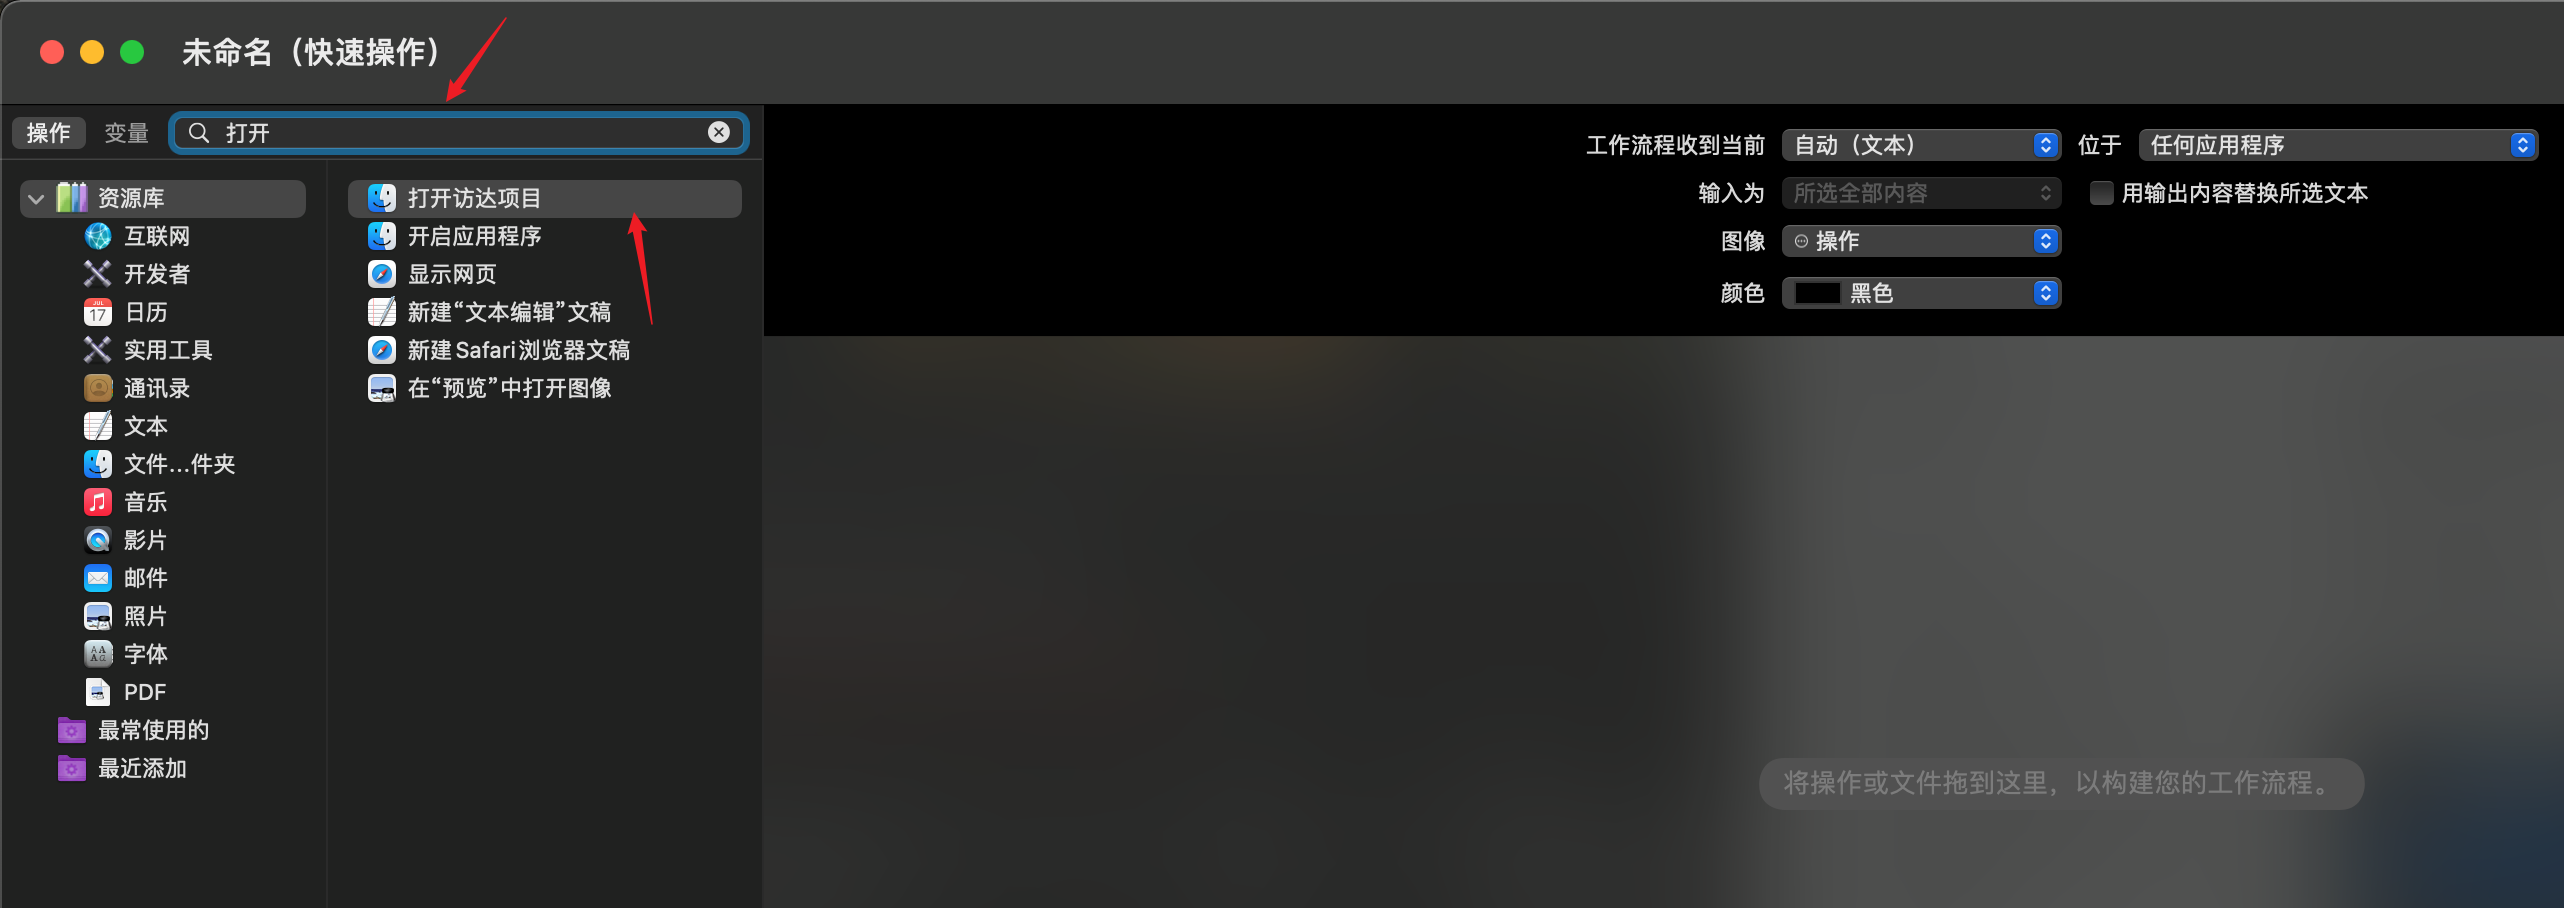 未命名（快速操作）
操作
变量
打开
资源库
互联网
开发者
日历
实用工具
通讯录
文本
文件...件夹
音乐
影片
邮件
照片
字体
PDF
最常使用的
最近添加
打开访达项目
开启应用程序
显示网页
新建“文本编辑”文稿
新建Safari浏览器文稿
在“预览”中打开图像
工作流程收到当前 自动（文本） 位于 任何应用程序
输入为 所选全部内容 用输出内容替换所选文本
图像 操作
颜色 黑色
将操作或文件拖到这里，以构建您的工作流程。
JUL
17